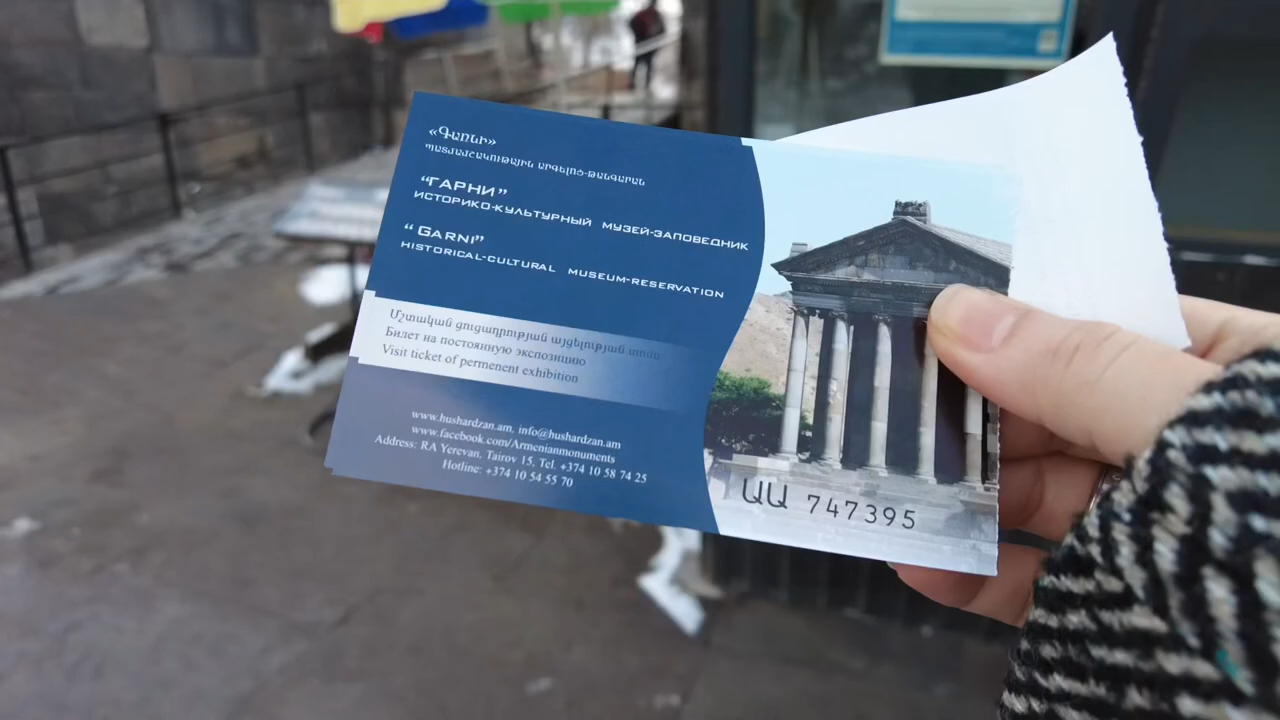 «Գառնի»
ՊԱՏՄԱՄՇԱԿՈՒԹԱՅԻՆ ԱՐԳԵԼՈՑ-ԹԱՆԳԱՐԱՆ
“ГАРНИ”
ИСТОРИКО-КУЛЬТУРНЫЙ МУЗЕЙ-ЗАПОВЕДНИК
“GARNI”
HISTORICAL-CULTURAL MUSEUM-RESERVATION
Մշտական ցուցադրության այցելության տոմս
Билет на постоянную экспозицию
Visit ticket of permenent exhibition
www.hushardzan.am, info@hushardzan.am
www.facebook.com/Armenianmonuments
Address: RA Yerevan, Tairov 15, Tel. +374 10 58 74 25
Hotline: +374 10 54 55 70
ԱԱ 747395